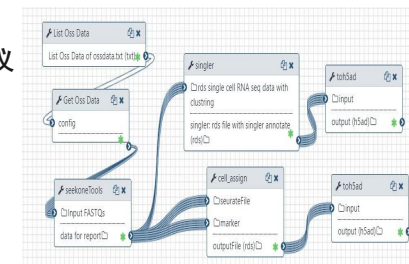 议
List Oss Data
List Oss Data of ossdata.txt (txt)
Get Oss Data
config
seekoneTools
Input FASTQs
data for report
singler
rds single cell RNA seq data with
clustring
singler: rds file with singler annotate
(rds)
cell_assign
seurateFile
marker
outputFile (rds)
toh5ad
input
output (h5ad)
toh5ad
input
output (h5ad)